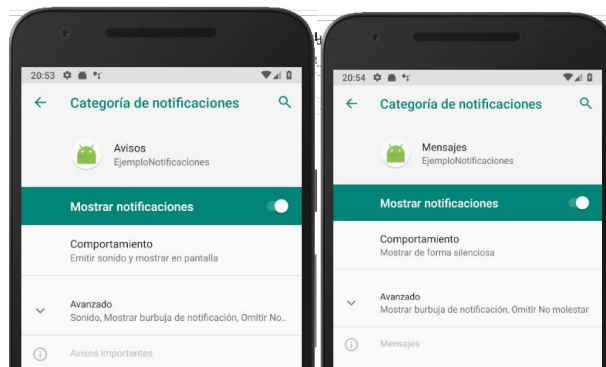 20:53
Categoría de notificaciones
Avisos
EjemploNotificaciones
Mostrar notificaciones
Comportamiento
Emitir sonido y mostrar en pantalla
Avanzado
Sonido, Mostrar burbuja de notificación, Omitir No..
Avisos importantes
20:54
Categoría de notificaciones
Mensajes
EjemploNotificaciones
Mostrar notificaciones
Comportamiento
Mostrar de forma silenciosa
Avanzado
Mostrar burbuja de notificación, Omitir No molestar
Mensajes